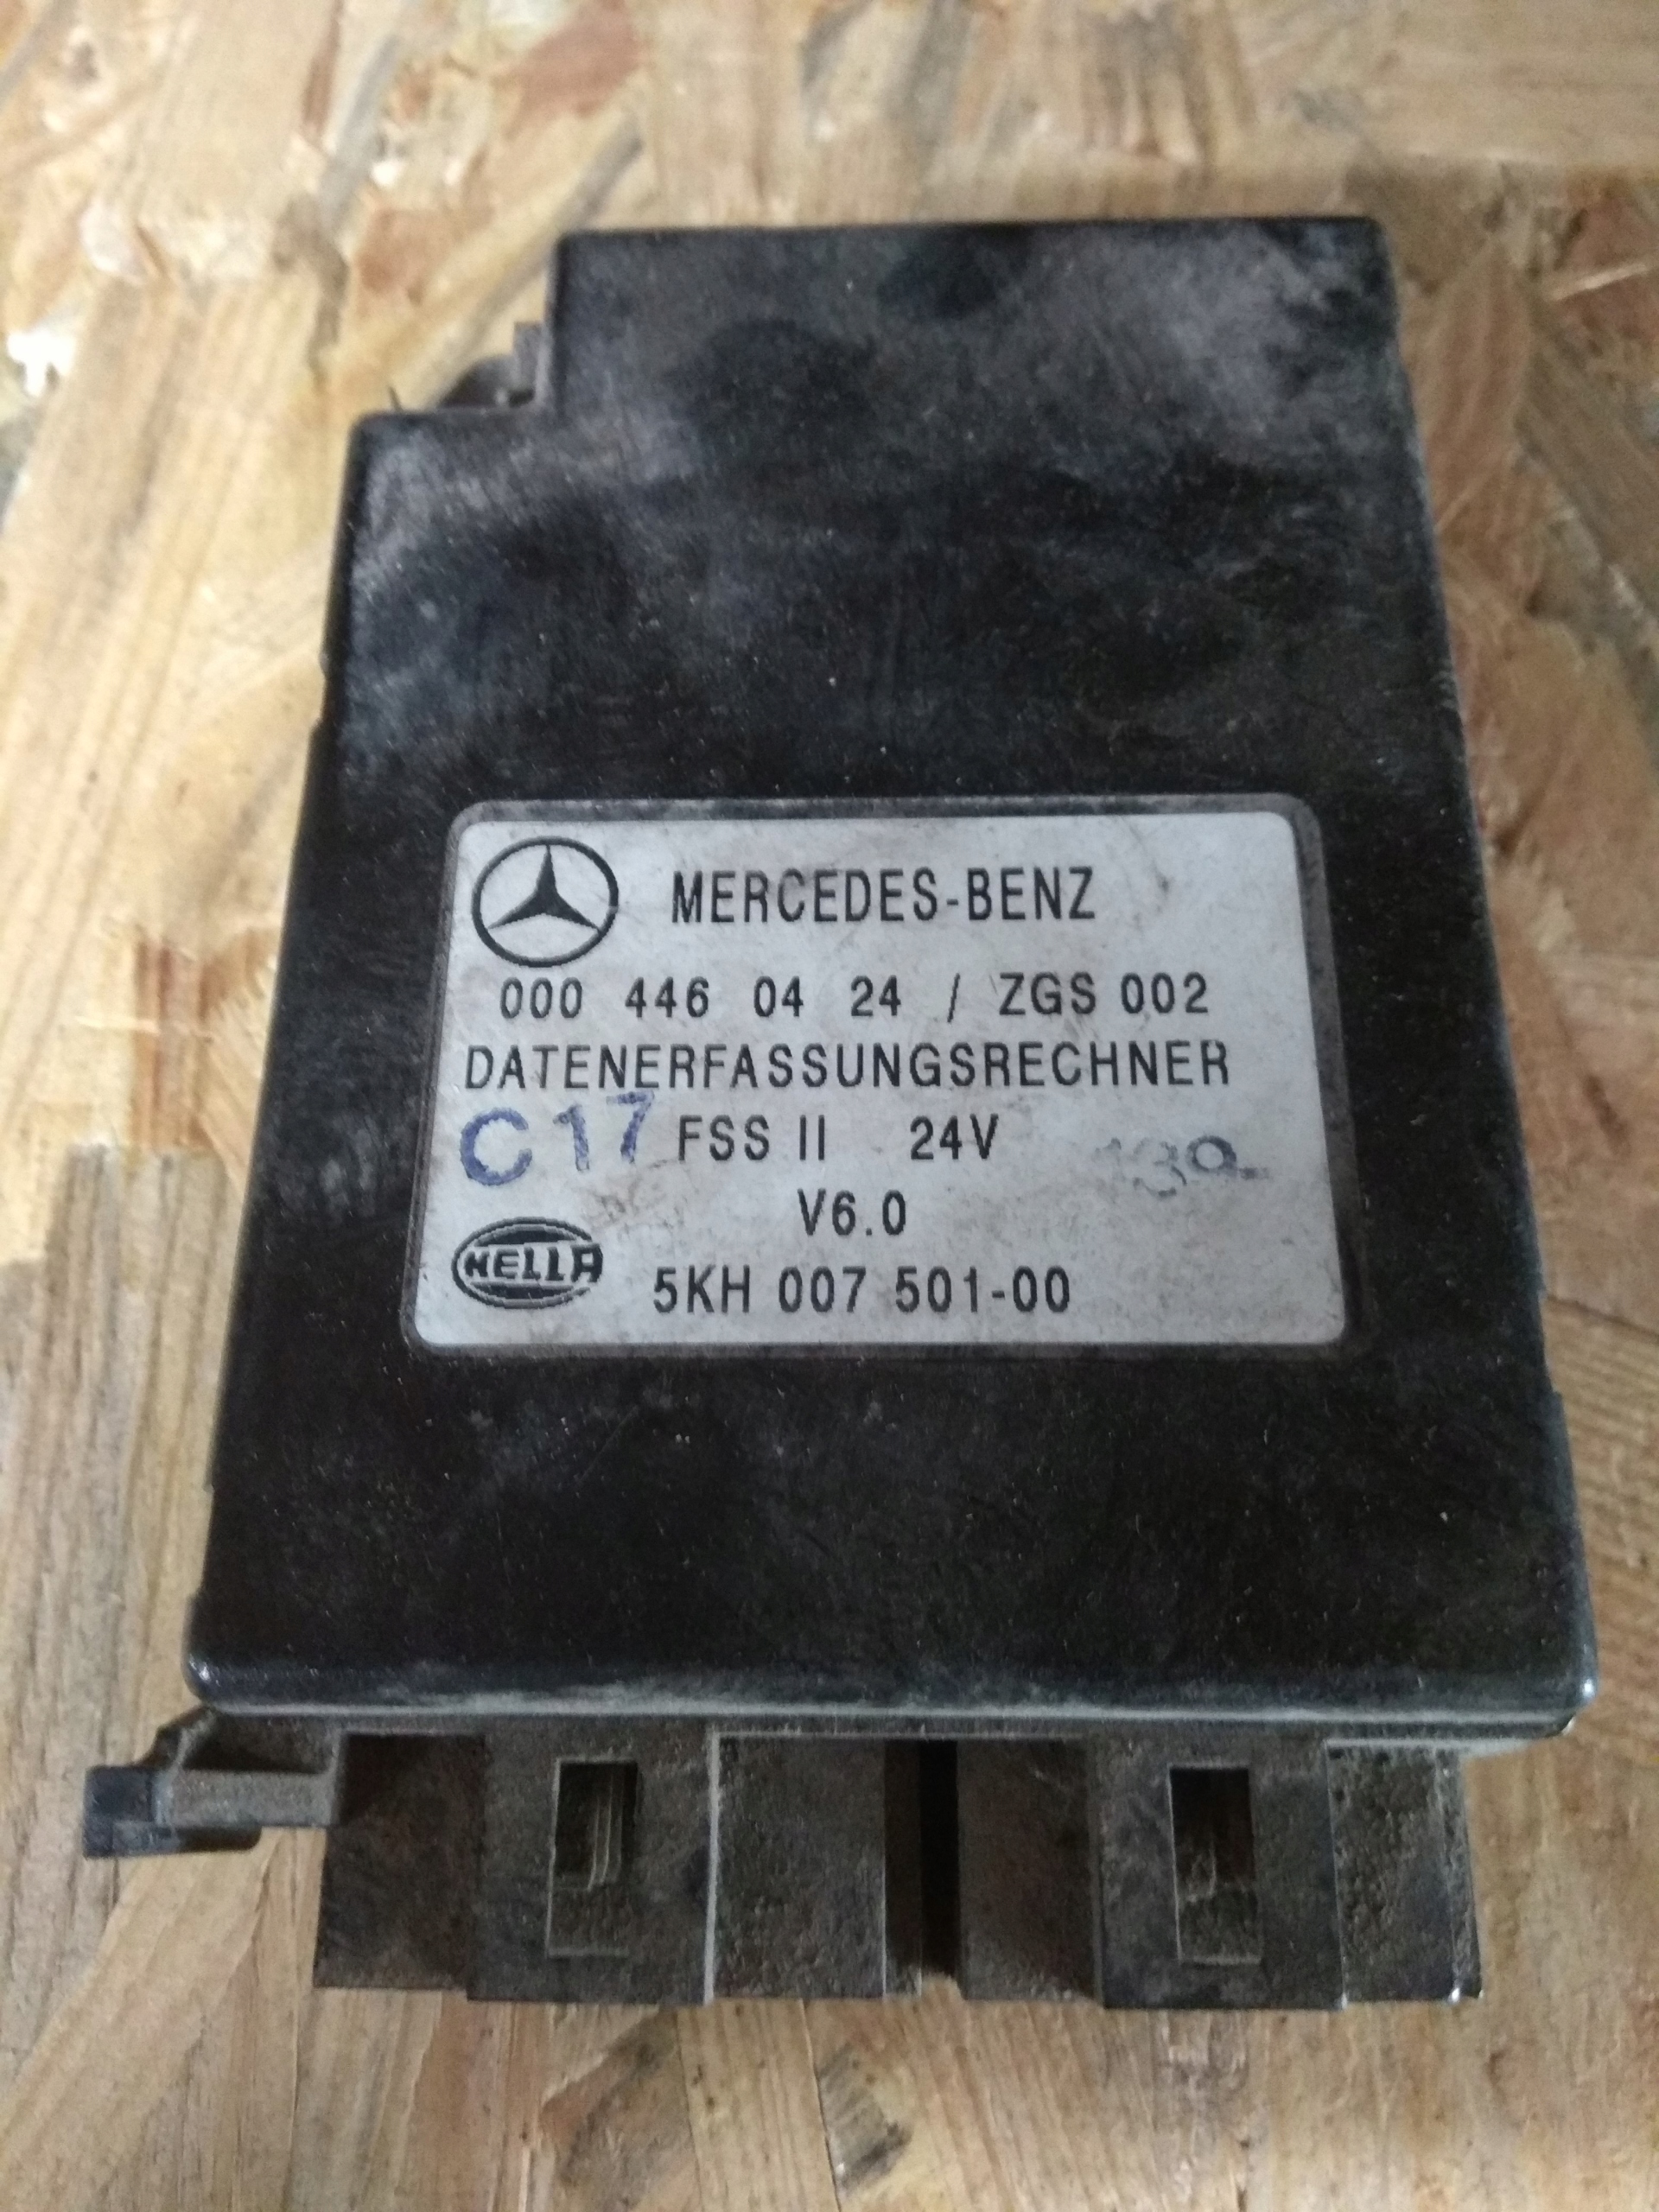 MERCEDES-BENZ
000 446 04 24 / ZGS 002
DATENERFASSUNGSRECHNER
C17 FSS II 24V
V6.0
HELLA
5KH 007 501-00